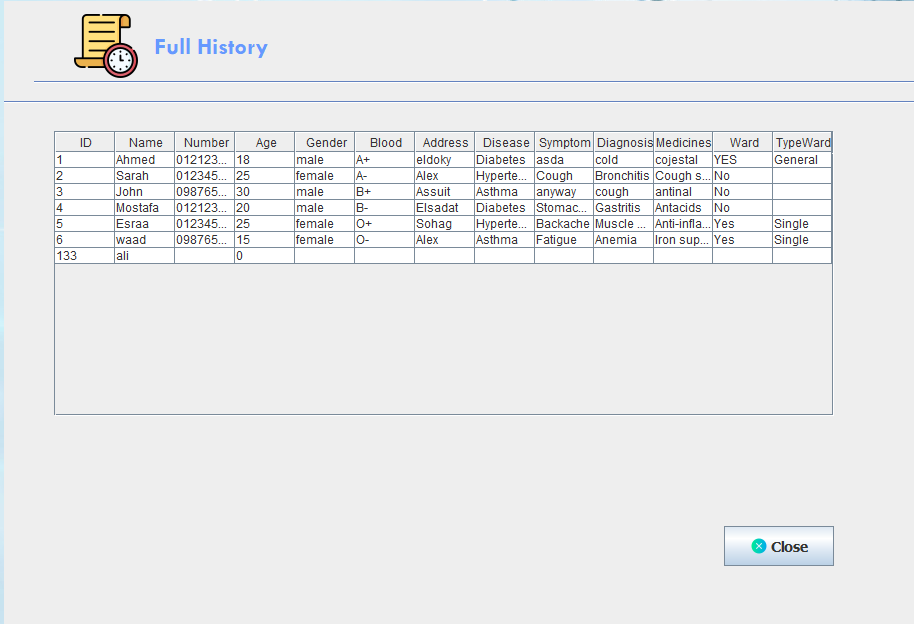 Full History
ID Name Number Age Gender Blood Address Disease Symptom Diagnosis Medicines Ward TypeWard
1 Ahmed 012123... 18 male A+ eldoky Diabetes asda cold cojestal YES General
2 Sarah 012345... 25 female A- Alex Hyperte... Cough Bronchitis Cough s... No
3 John 098765... 30 male B+ Assuit Asthma anyway cough antinal No
4 Mostafa 012123... 20 male B- Elsadat Diabetes Stomac... Gastritis Antacids No
5 Esraa 012345... 25 female O+ Sohag Hyperte... Backache Muscle ... Anti-infla... Yes Single
6 waad 098765... 15 female O- Alex Asthma Fatigue Anemia Iron sup... Yes Single
133 ali 0
Close